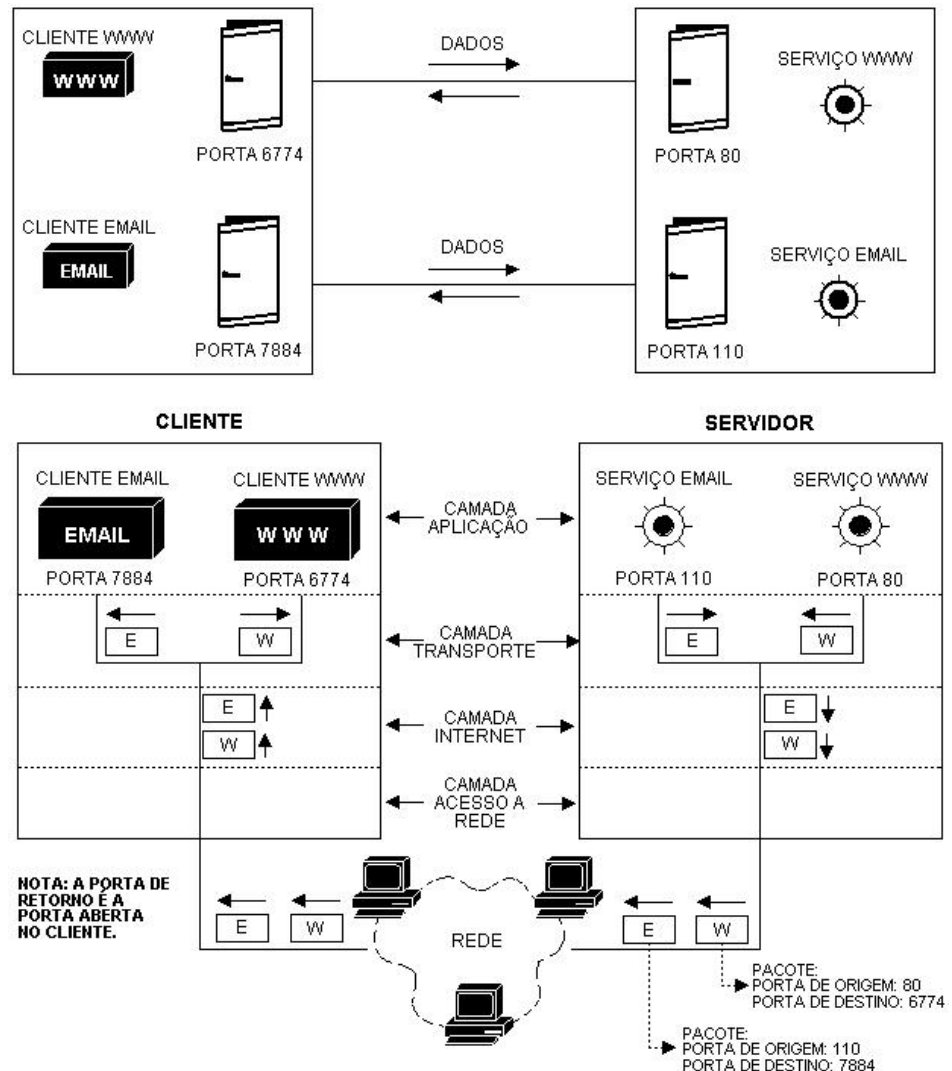 CLIENTE WWW
WWW
PORTA 6774
DADOS
SERVIÇO WWW
PORTA 80
CLIENTE EMAIL
EMAIL
PORTA 7884
DADOS
SERVIÇO EMAIL
PORTA 110
CLIENTE
SERVIDOR
CLIENTE EMAIL
CLIENTE WWW
EMAIL
W W W
PORTA 7884
PORTA 6774
CAMADA
APLICAÇÃO
SERVIÇO EMAIL
SERVIÇO WWW
PORTA 110
PORTA 80
E
W
CAMADA
TRANSPORTE
E
W
E
W
CAMADA
INTERNET
E
W
CAMADA
ACESSO A
REDE
NOTA: A PORTA DE
RETORNO É A
PORTA ABERTA
NO CLIENTE.
E
W
REDE
E
W
PACOTE:
PORTA DE ORIGEM: 80
PORTA DE DESTINO: 6774
PACOTE:
PORTA DE ORIGEM: 110
PORTA DE DESTINO: 7884